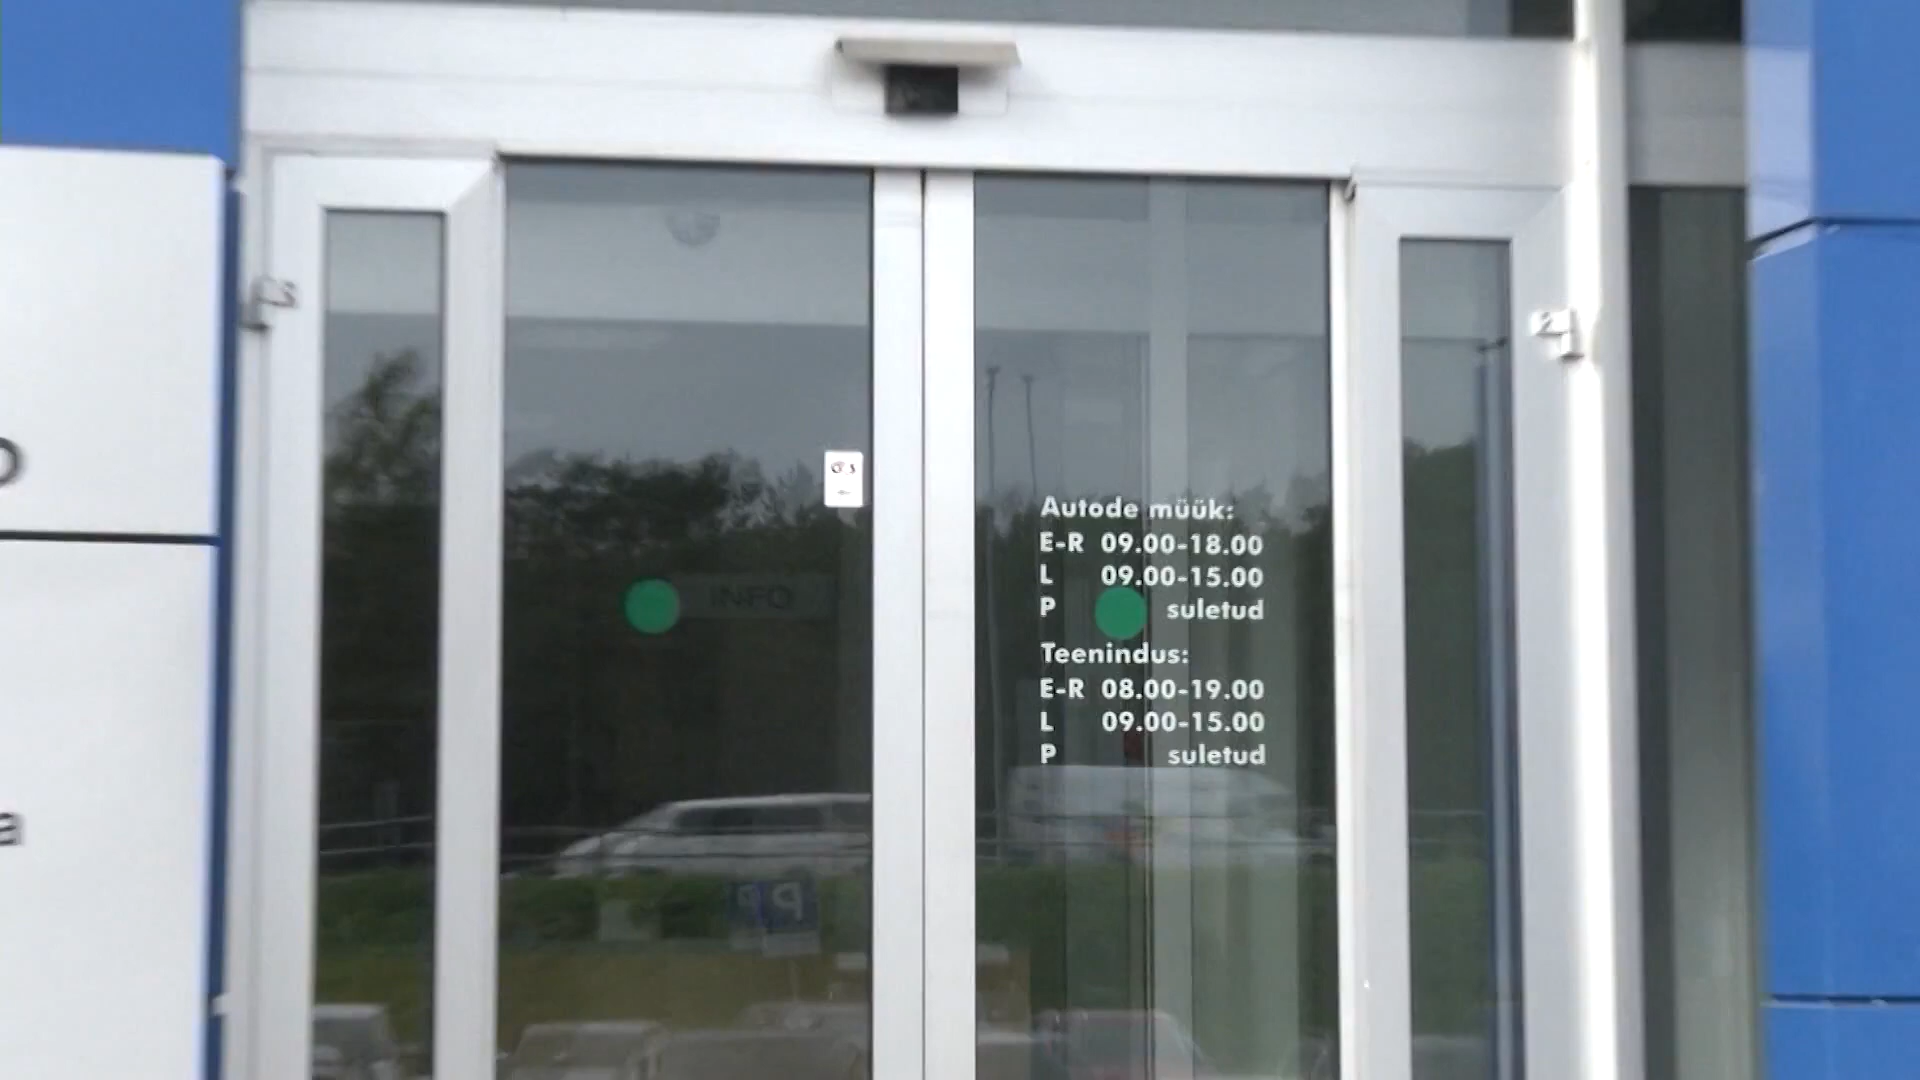 Autode müük:
E-R 09.00-18.00
L 09.00-15.00
P suletud
Teenindus:
E-R 08.00-19.00
L 09.00-15.00
P suletud
INFO
P